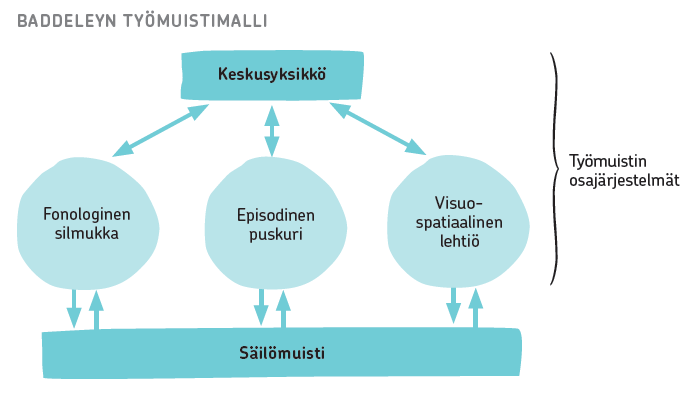 BADDELEYN TYÖMUISTIMALLI
Keskusyksikkö
Fonologinen
silmukka
Episodinen
puskuri
Visuo-
spatiaalinen
lehtiö
Työmuistin
osajärjestelmät
Säilömuisti